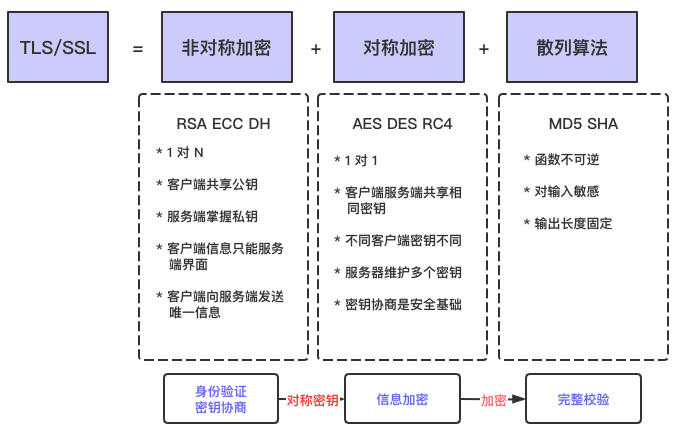 TLS/SSL = 非对称加密 + 对称加密 + 散列算法
RSA ECC DH
* 1 对 N
* 客户端共享公钥
* 服务端掌握私钥
* 客户端信息只能服务
端界面
* 客户端向服务端发送
唯一信息
AES DES RC4
* 1 对 1
* 客户端服务端共享相
同密钥
* 不同客户端密钥不同
* 服务器维护多个密钥
* 密钥协商是安全基础
MD5 SHA
* 函数不可逆
* 对输入敏感
* 输出长度固定
身份验证
密钥协商
对称密钥
信息加密
加密
完整校验